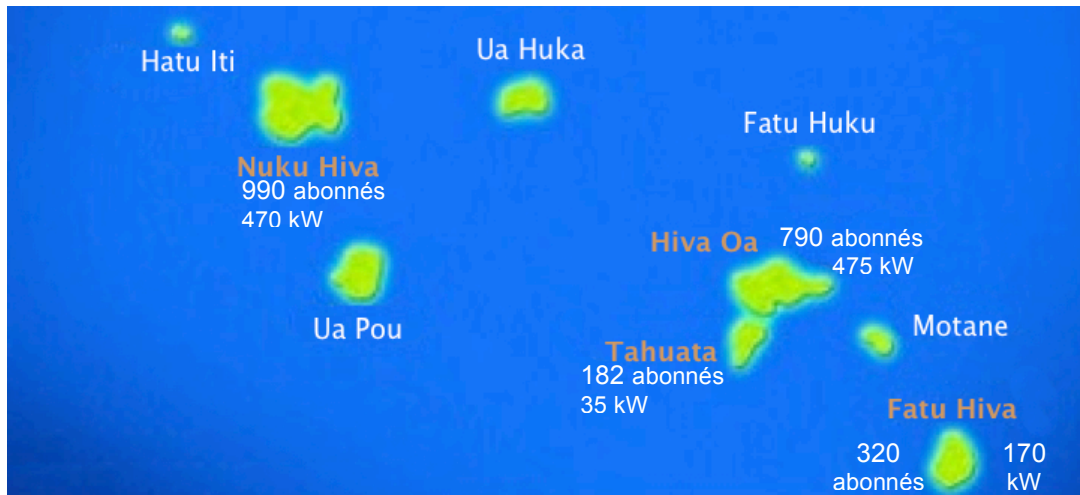 Hatu Iti
Ua Huka
Fatu Huku
Nuku Hiva
990 abonnés
470 kW
Hiva Oa
790 abonnés
475 kW
Ua Pou
Motane
Tahuata
182 abonnés
35 kW
Fatu Hiva
320
abonnés
170
kW